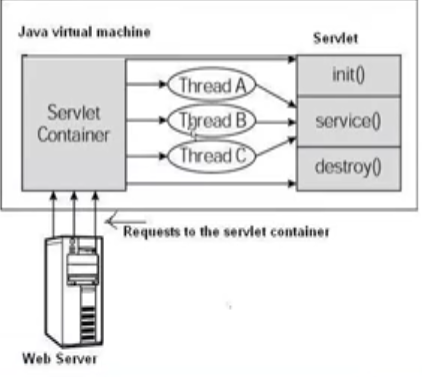 Java virtual machine
Servlet
init()
Servlet
Container
Thread A
Thread B
Thread C
service()
destroy()
Requests to the servlet container
Web Server